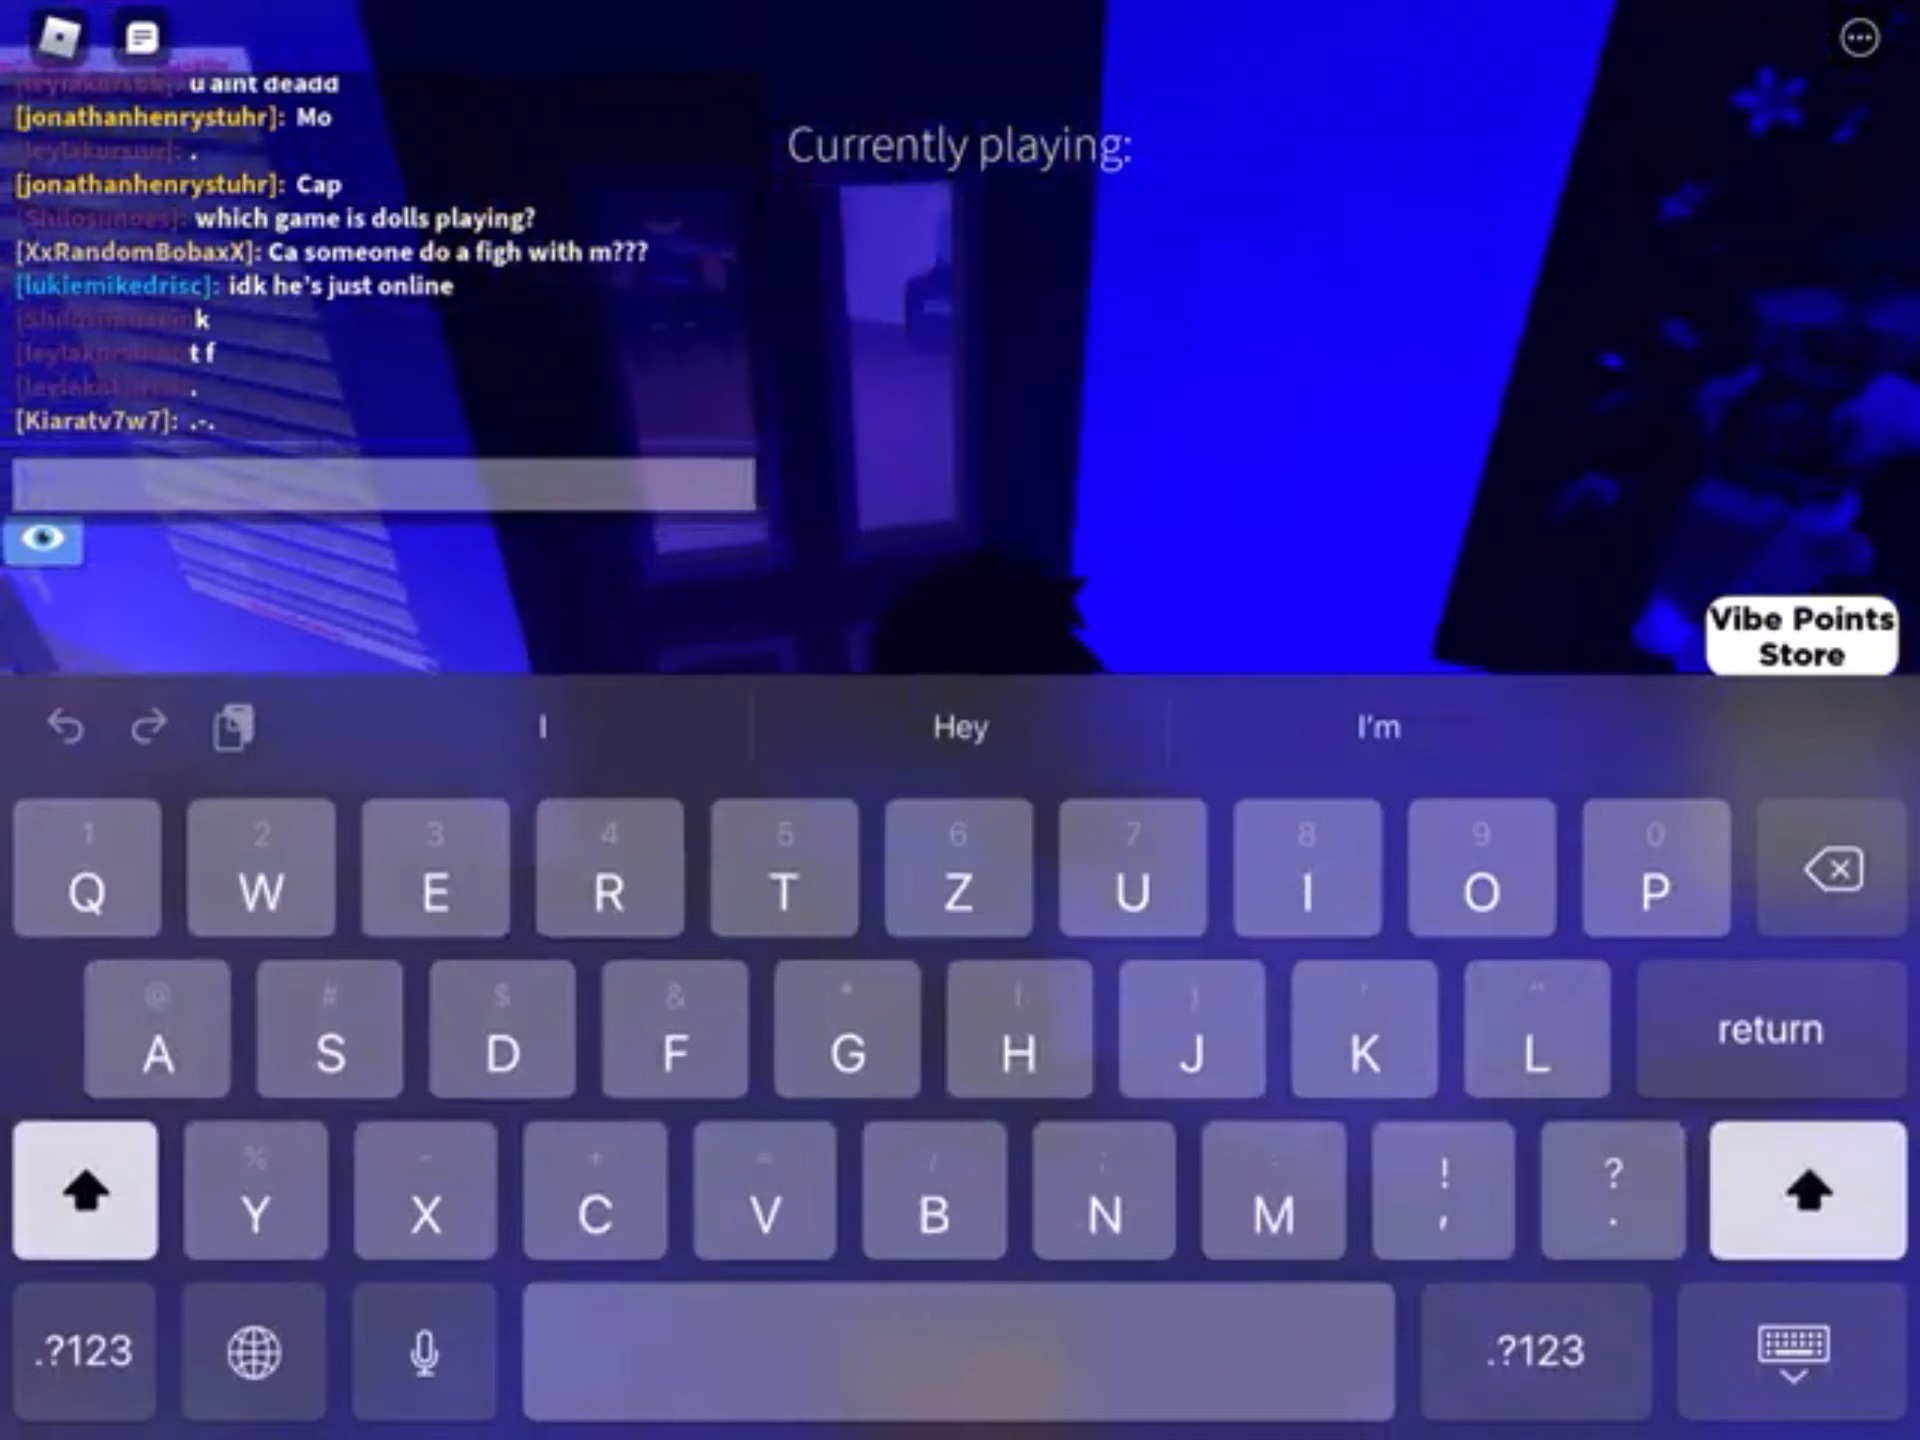 u aint deadd
[jonathanhenrystuhr]: Mo
[leylakursur]: .
[jonathanhenrystuhr]: Cap
which game is dolls playing?
[XxRandomBobaxX]: Ca someone do a figh with m???
[lukiemikedrisc]: idk he's just online
k
t f
.
[Kiaratv7w7]: .-.
Currently playing:
Vibe Points
Store
I Hey I'm
1 2 3 4 5 6 7 8 9 0
Q W E R T Z U I O P
@ # $ & * ( ) ' "
A S D F G H J K L return
% - + = / ; : ! ?
Y X C V B N M , .
.?123 .?123